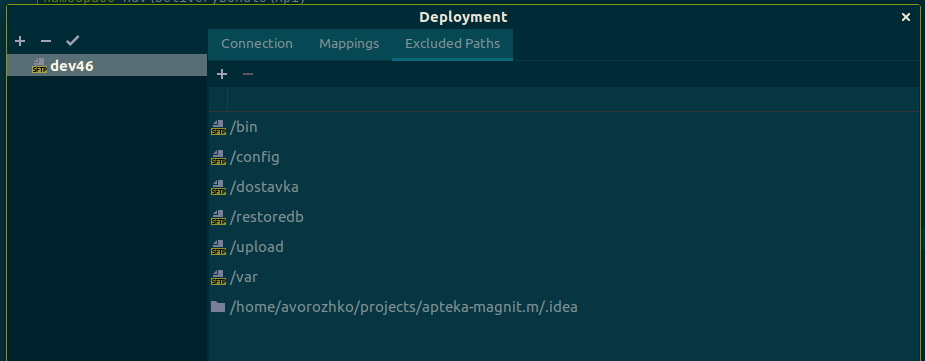 Deployment
Connection Mappings Excluded Paths
SFTP dev46
SFTP /bin
SFTP /config
SFTP /dostavka
SFTP /restoredb
SFTP /upload
SFTP /var
/home/avorozhko/projects/apteka-magnit.m/.idea